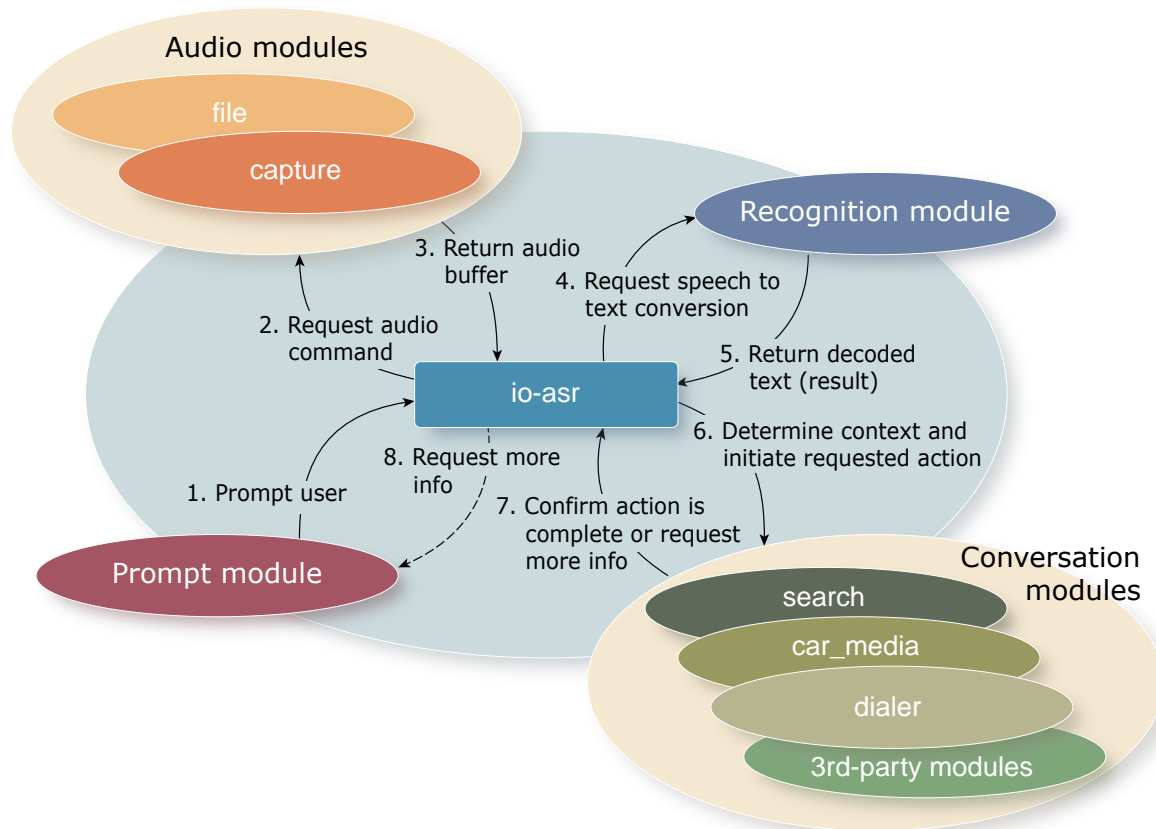 Audio modules
file
capture
Recognition module
3. Return audio
buffer
4. Request speech to
text conversion
2. Request audio
command
5. Return decoded
text (result)
io-asr
6. Determine context and
initiate requested action
8. Request more
info
1. Prompt user
7. Confirm action is
complete or request
more info
Prompt module
Conversation
modules
search
car_media
dialer
3rd-party modules